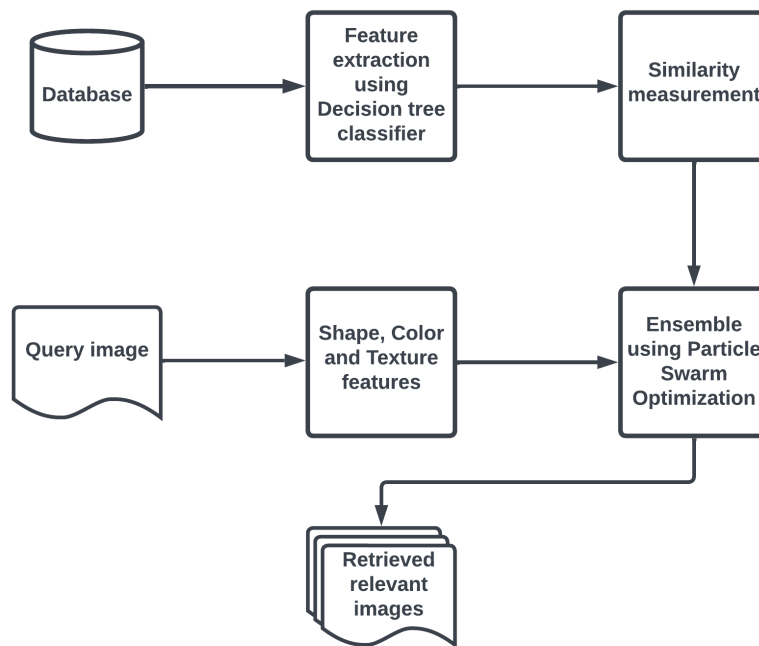 Database
Feature
extraction
using
Decision tree
classifier
Similarity
measurement
Query image
Shape, Color
and Texture
features
Ensemble
using Particle
Swarm
Optimization
Retrieved
relevant
images